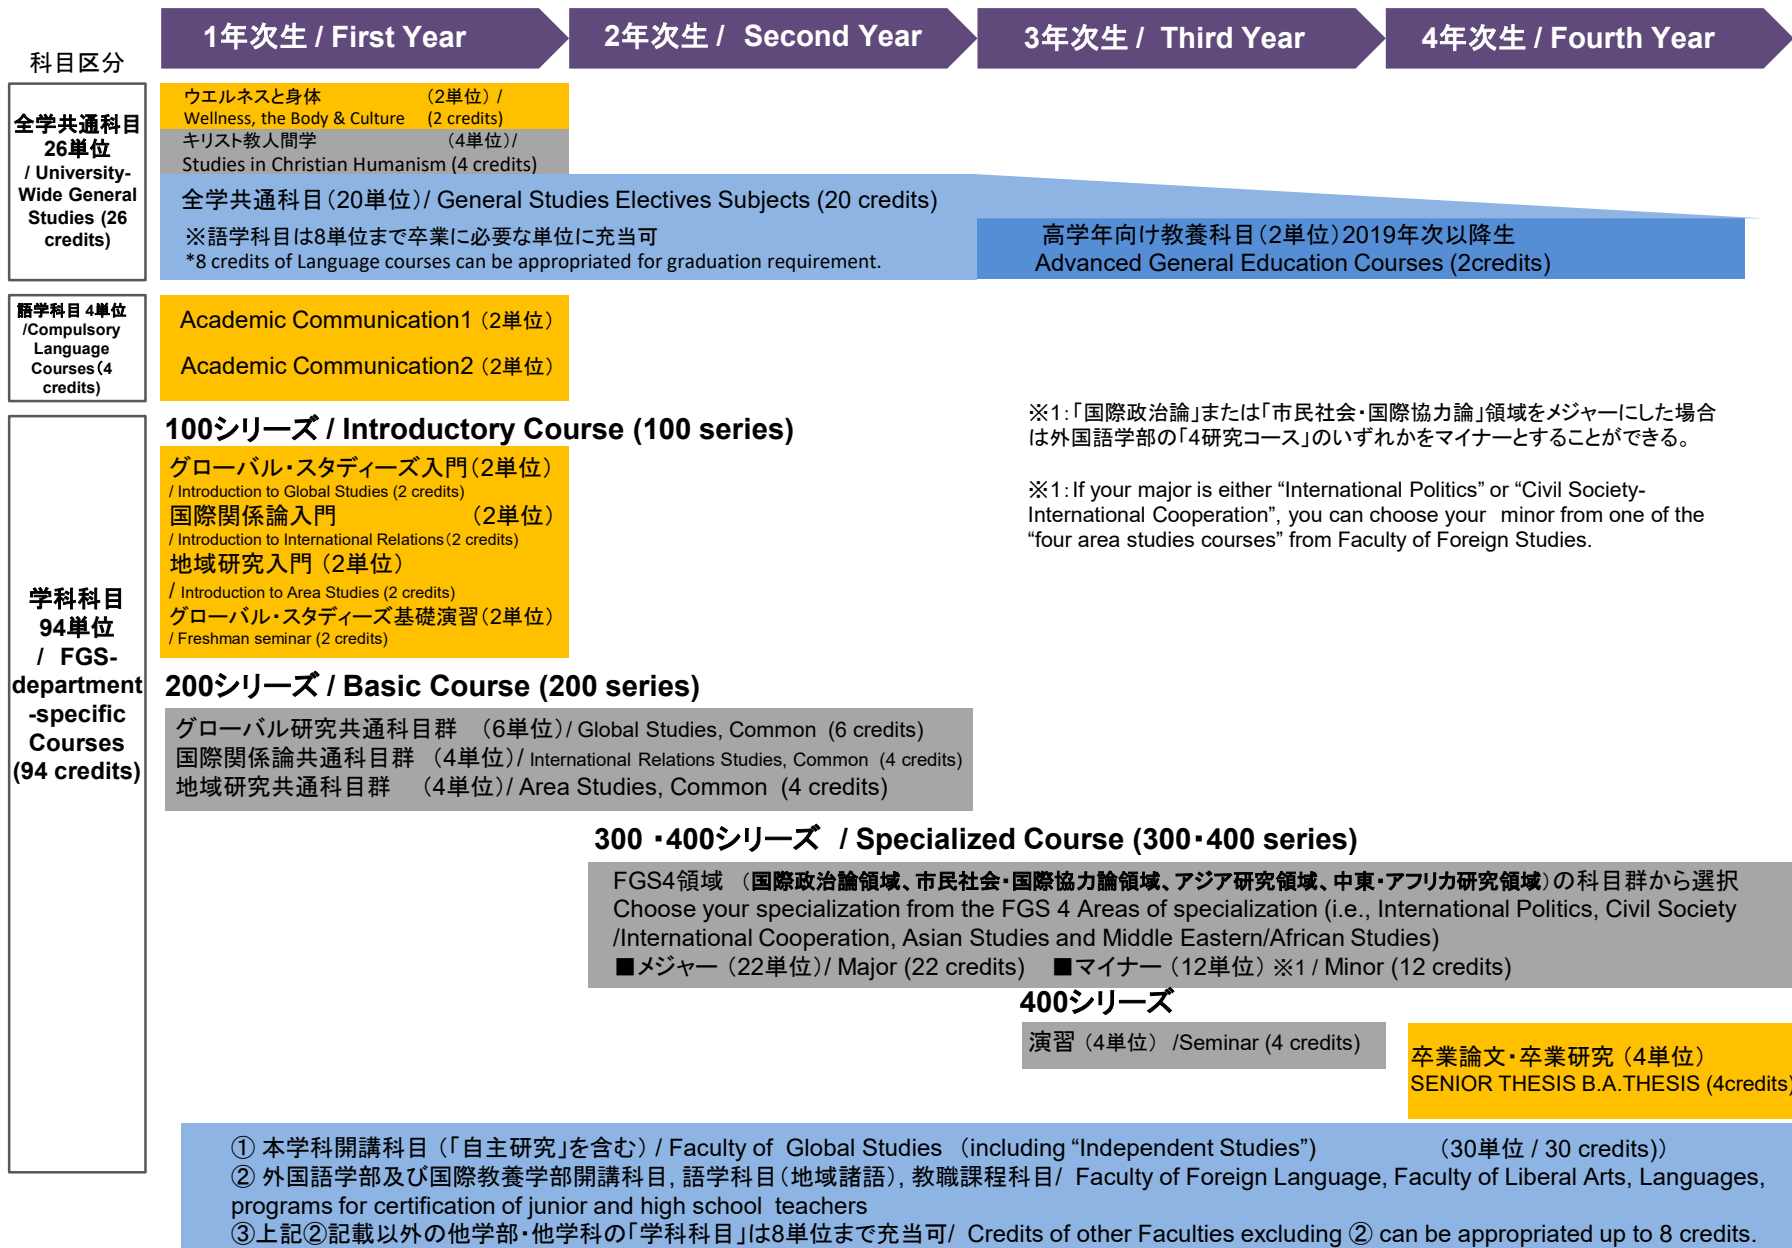 1年次生 / First Year
2年次生 / Second Year
3年次生 / Third Year
4年次生 / Fourth Year
科目区分
全学共通科目
26単位
/ University-
Wide General
Studies (26
credits)
ウエルネスと身体 （2単位） /
Wellness, the Body & Culture (2 credits)
キリスト教人間学 （4単位）/
Studies in Christian Humanism (4 credits)
全学共通科目（20単位）/ General Studies Electives Subjects (20 credits)
※語学科目は8単位まで卒業に必要な単位に充当可
*8 credits of Language courses can be appropriated for graduation requirement.
高学年向け教養科目（2単位）2019年次以降生
Advanced General Education Courses (2credits)
語学科目 4単位
/Compulsory
Language
Courses（4
credits)
Academic Communication1（2単位）
Academic Communication2（2単位）
学科科目
94単位
/ FGS-
department
-specific
Courses
(94 credits)
100シリーズ / Introductory Course (100 series)
グローバル・スタディーズ入門（2単位）
/ Introduction to Global Studies (2 credits)
国際関係論入門 （2単位）
/ Introduction to International Relations（2 credits)
地域研究入門（2単位）
/ Introduction to Area Studies (2 credits)
グローバル・スタディーズ基礎演習（2単位）
/ Freshman seminar (2 credits)
※1：「国際政治論」または「市民社会・国際協力論」領域をメジャーにした場合
は外国語学部の「4研究コース」のいずれかをマイナーとすることができる。
※1：If your major is either “International Politics” or “Civil Society-
International Cooperation”, you can choose your minor from one of the
“four area studies courses” from Faculty of Foreign Studies.
200シリーズ / Basic Course (200 series)
グローバル研究共通科目群 （6単位）/ Global Studies, Common (6 credits)
国際関係論共通科目群 （4単位）/ International Relations Studies, Common (4 credits)
地域研究共通科目群 （4単位）/ Area Studies, Common (4 credits)
300 ・400シリーズ / Specialized Course (300・400 series)
FGS4領域 （国際政治論領域、市民社会・国際協力論領域、アジア研究領域、中東・アフリカ研究領域）の科目群から選択
Choose your specialization from the FGS 4 Areas of specialization (i.e., International Politics, Civil Society
/International Cooperation, Asian Studies and Middle Eastern/African Studies)
■メジャー（22単位）/ Major (22 credits) ■マイナー（12単位）※1 / Minor (12 credits)
400シリーズ
演習（4単位） /Seminar (4 credits)
卒業論文・卒業研究（4単位）
SENIOR THESIS B.A.THESIS (4credits)
① 本学科開講科目（「自主研究」を含む）/ Faculty of Global Studies （including “Independent Studies”) （30単位 / 30 credits)）
② 外国語学部及び国際教養学部開講科目, 語学科目（地域諸語）, 教職課程科目/ Faculty of Foreign Language, Faculty of Liberal Arts, Languages,
programs for certification of junior and high school teachers
③上記②記載以外の他学部・他学科の「学科科目」は8単位まで充当可/ Credits of other Faculties excluding ② can be appropriated up to 8 credits.